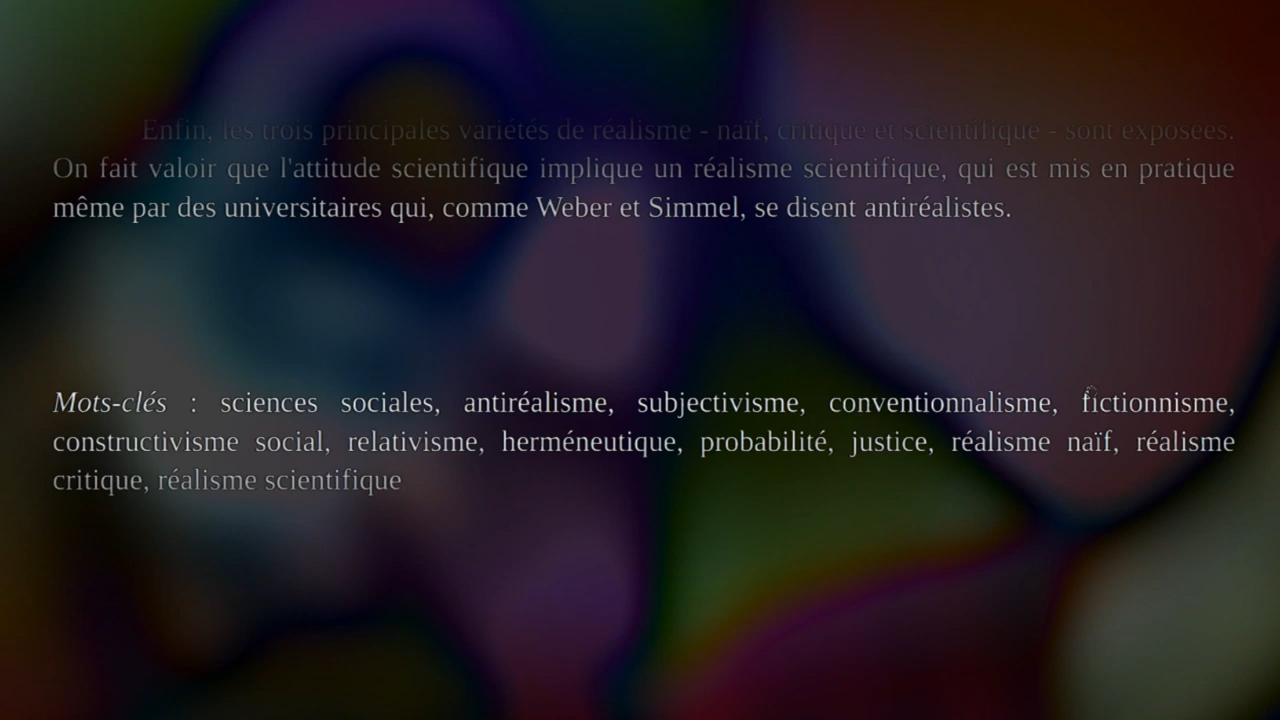 Enfin, les trois principales variétés de réalisme - naïf, critique et scientifique - sont exposées.
On fait valoir que l'attitude scientifique implique un réalisme scientifique, qui est mis en pratique
même par des universitaires qui, comme Weber et Simmel, se disent antiréalistes.
Mots-clés : sciences sociales, antiréalisme, subjectivisme, conventionnalisme, fictionnisme,
constructivisme social, relativisme, herméneutique, probabilité, justice, réalisme naïf, réalisme
critique, réalisme scientifique